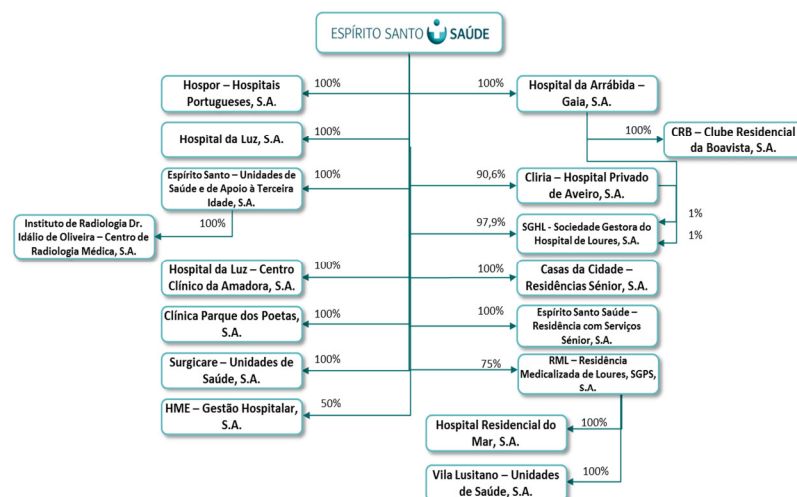 ESPÍRITO SANTO SAÚDE
Hospor – Hospitais
Portugueses, S.A.
100%
100%
Hospital da Arrábida –
Gaia, S.A.
Hospital da Luz, S.A.
100%
100%
CRB – Clube Residencial
da Boavista, S.A.
Espírito Santo – Unidades de
Saúde e de Apoio à Terceira
Idade, S.A.
100%
90,6%
Cliria – Hospital Privado
de Aveiro, S.A.
Instituto de Radiologia Dr.
Idálio de Oliveira – Centro de
Radiologia Médica, S.A.
100%
97,9%
SGHL - Sociedade Gestora do
Hospital de Loures, S.A.
1%
1%
Hospital da Luz – Centro
Clínico da Amadora, S.A.
100%
100%
Casas da Cidade –
Residências Sénior, S.A.
Clínica Parque dos Poetas,
S.A.
100%
100%
Espírito Santo Saúde –
Residência com Serviços
Sénior, S.A.
Surgicare – Unidades de
Saúde, S.A.
100%
75%
RML – Residência
Medicalizada de Loures, SGPS,
S.A.
HME – Gestão Hospitalar,
S.A.
50%
Hospital Residencial do
Mar, S.A.
100%
Vila Lusitano – Unidades
de Saúde, S.A.
100%